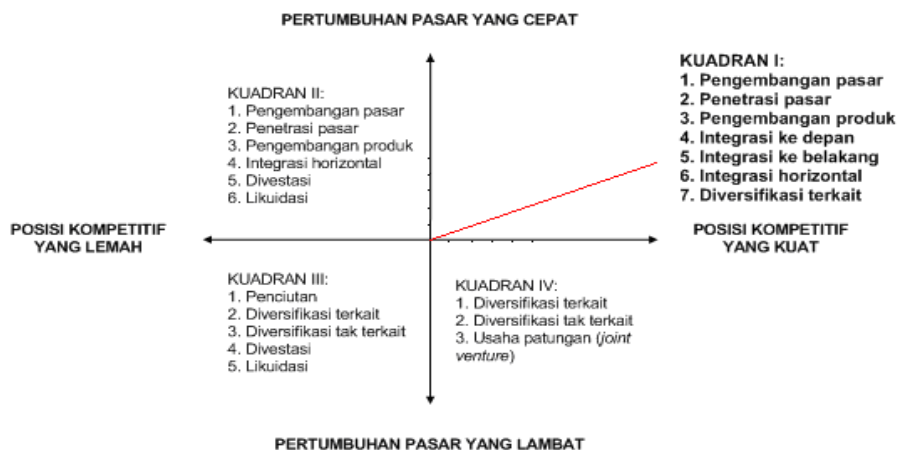 PERTUMBUHAN PASAR YANG CEPAT
KUADRAN I:
1. Pengembangan pasar
2. Penetrasi pasar
3. Pengembangan produk
4. Integrasi ke depan
5. Integrasi ke belakang
6. Integrasi horizontal
7. Diversifikasi terkait
KUADRAN II:
1. Pengembangan pasar
2. Penetrasi pasar
3. Pengembangan produk
4. Integrasi horizontal
5. Divestasi
6. Likuidasi
POSISI KOMPETITIF
YANG LEMAH
POSISI KOMPETITIF
YANG KUAT
KUADRAN III:
1. Penciutan
2. Diversifikasi terkait
3. Diversifikasi tak terkait
4. Divestasi
5. Likuidasi
KUADRAN IV:
1. Diversifikasi terkait
2. Diversifikasi tak terkait
3. Usaha patungan (joint
venture)
PERTUMBUHAN PASAR YANG LAMBAT